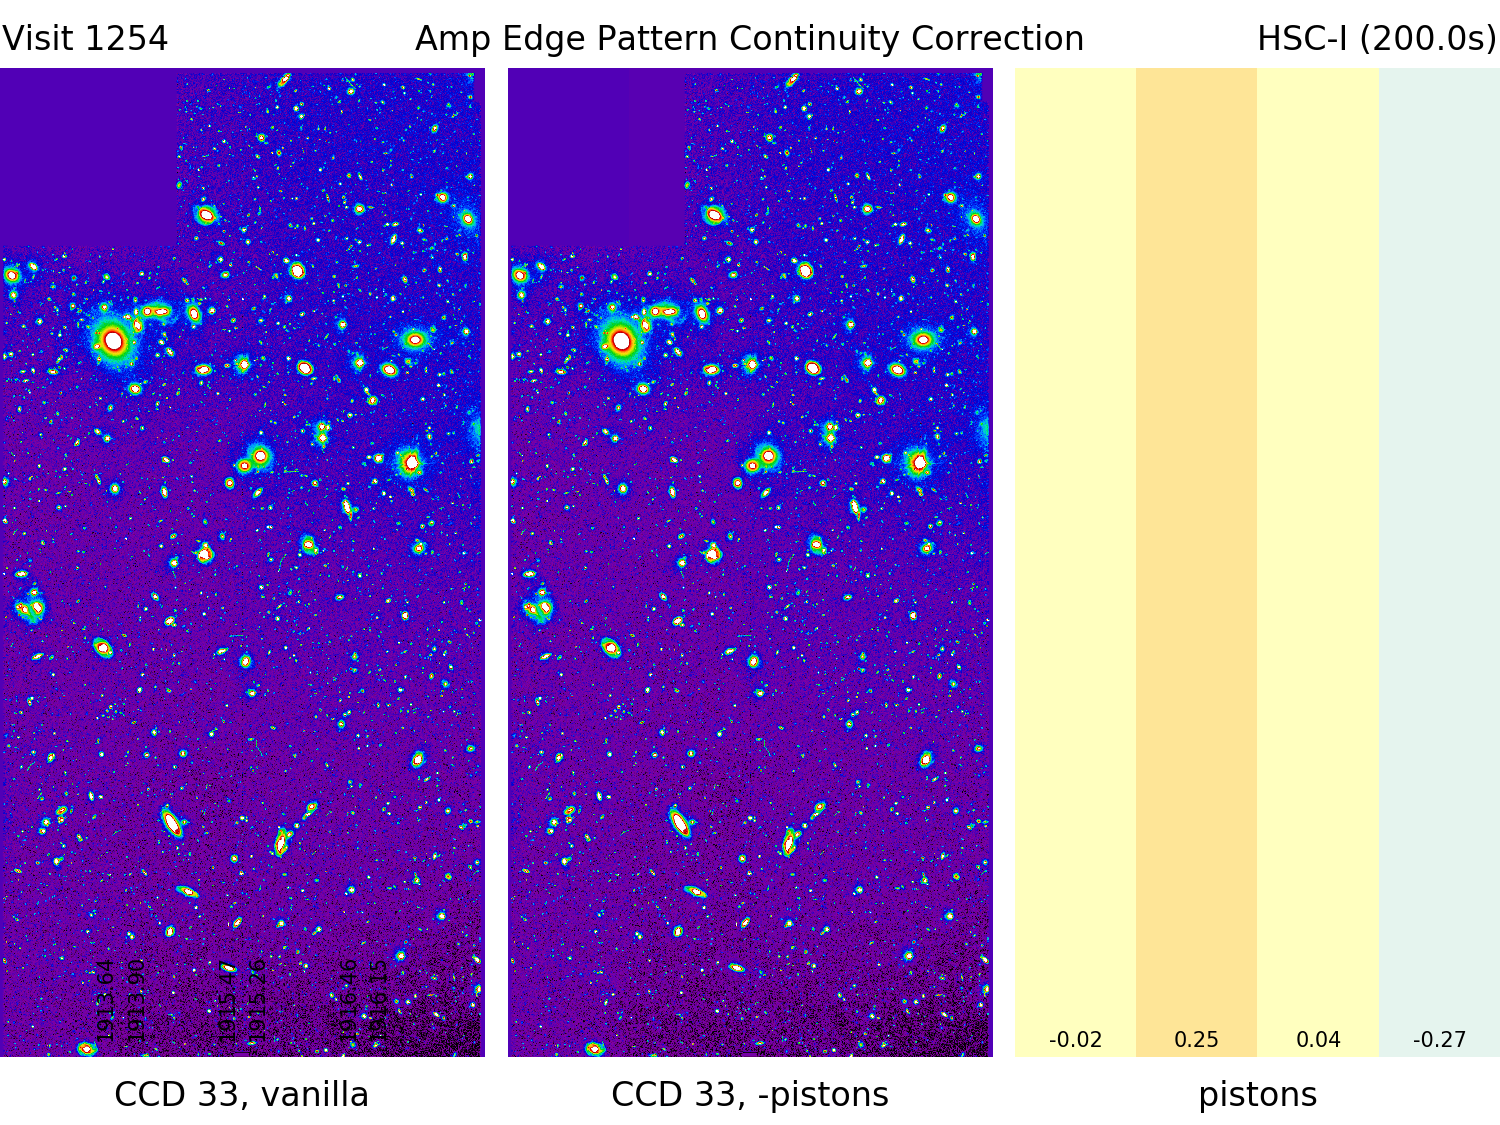 Visit 1254
Amp Edge Pattern Continuity Correction
HSC-I (200.0s)
1913.64
1913.90
1915.47
1915.26
1916.46
1916.15
-0.02
0.25
0.04
-0.27
CCD 33, vanilla
CCD 33, -pistons
pistons